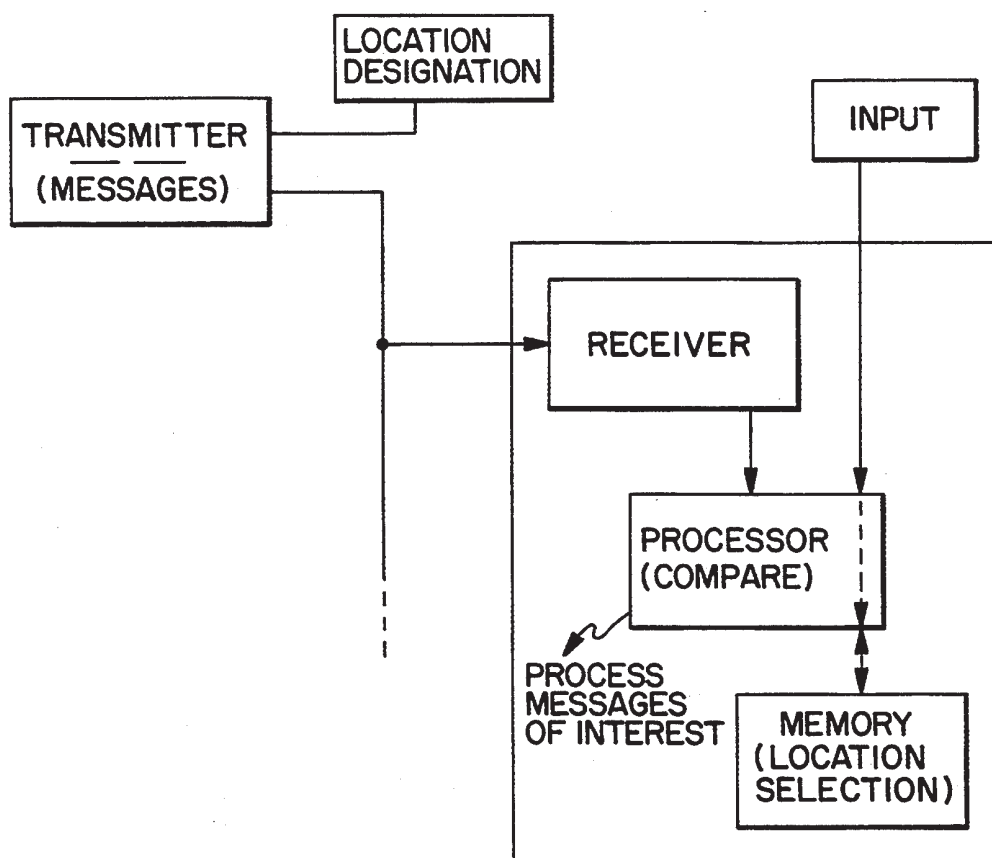 LOCATION
DESIGNATION
TRANSMITTER
(MESSAGES)
INPUT
RECEIVER
PROCESSOR
(COMPARE)
PROCESS
MESSAGES
OF INTEREST
MEMORY
(LOCATION
SELECTION)